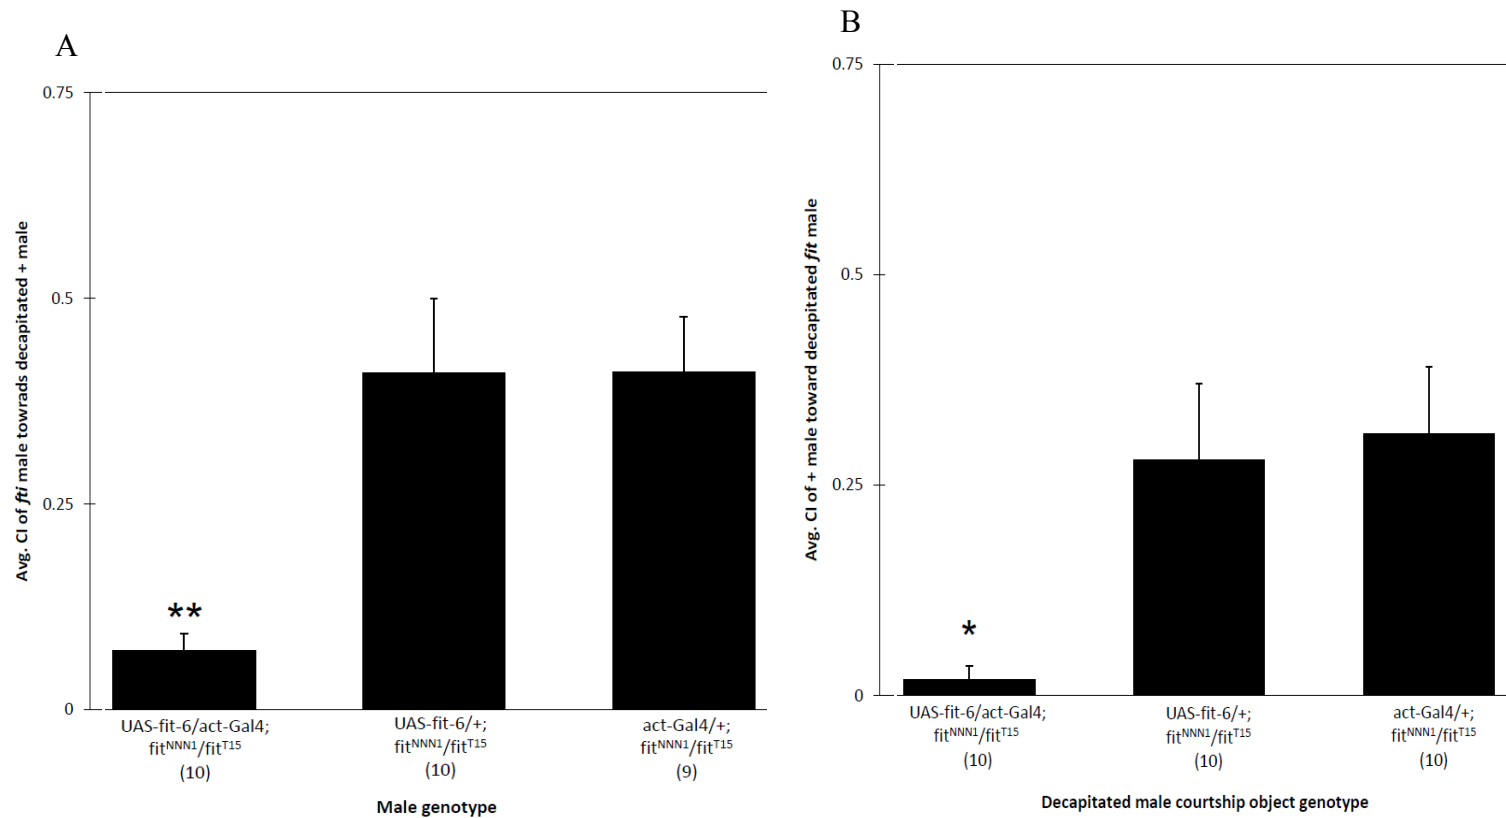 A
Avg. CI of fti male towrads decapitated + male
0.75
0.5
0.25
0
**
UAS-fit-6/act-Gal4;
fitNNN1/fitT15
(10)
UAS-fit-6/+;
fitNNN1/fitT15
(10)
act-Gal4/+;
fitNNN1/fitT15
(9)
Male genotype
B
Avg. CI of + male toward decapitated fit male
0.75
0.5
0.25
0
*
UAS-fit-6/act-Gal4;
fitNNN1/fitT15
(10)
UAS-fit-6/+;
fitNNN1/fitT15
(10)
act-Gal4/+;
fitNNN1/fitT15
(10)
Decapitated male courtship object genotype